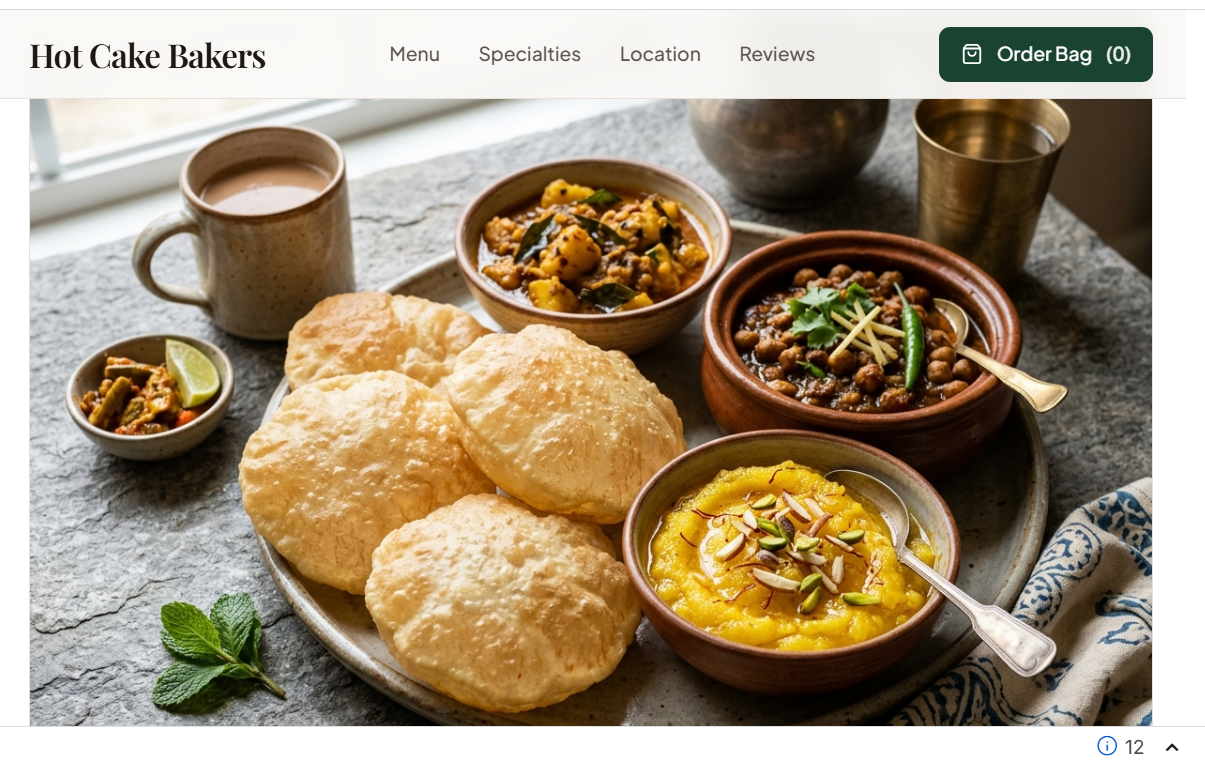 Hot Cake Bakers
Menu
Specialties
Location
Reviews
Order Bag (0)
12